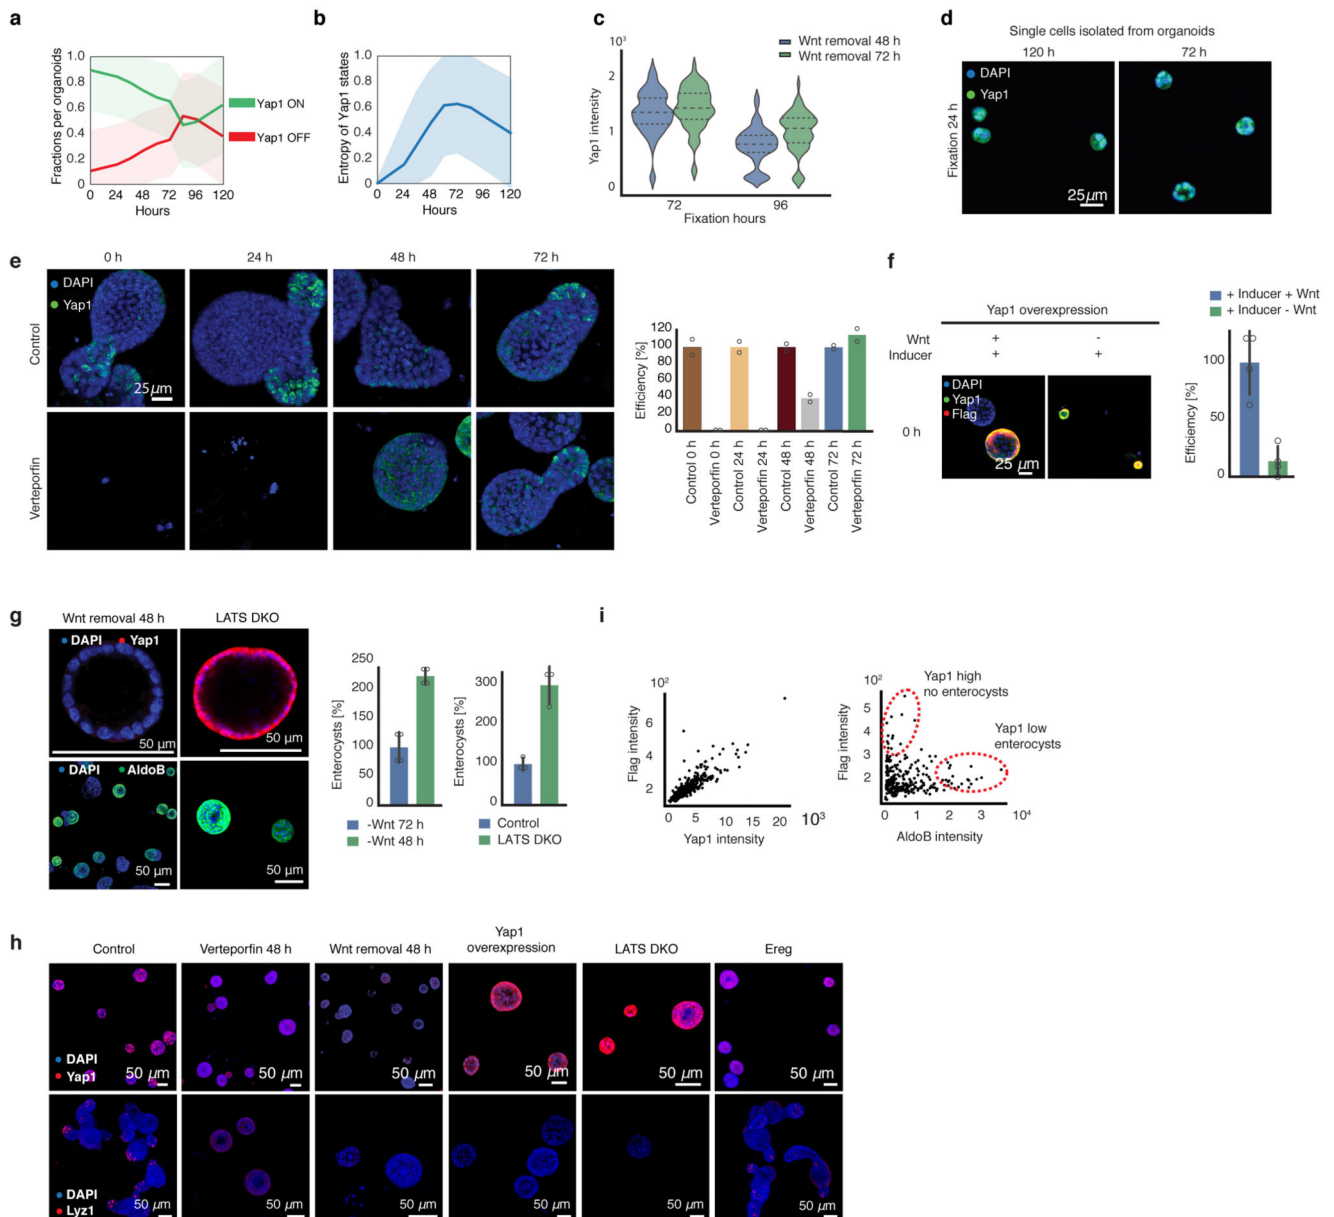 a
Fractions per organoids
1.0
0.8
0.6
0.4
0.2
0
0 24 48 72 96 120
Hours
Yap1 ON
Yap1 OFF
b
Entropy of Yap1 states
1.0
0.8
0.6
0.4
0.2
0
0 24 48 72 96 120
Hours
c
10³
2
1
0
Yap1 intensity
Wnt removal 48 h
Wnt removal 72 h
72 96
Fixation hours
d
Single cells isolated from organoids
120 h 72 h
Fixation 24 h
DAPI
Yap1
25 µm
e
0 h 24 h 48 h 72 h
Control
DAPI
Yap1
25 µm
Verteporfin
Efficiency [%]
120
100
80
60
40
20
0
Control 0 h
Verteporfin 0 h
Control 24 h
Verteporfin 24 h
Control 48 h
Verteporfin 48 h
Control 72 h
Verteporfin 72 h
f
Yap1 overexpression
Wnt + -
Inducer + +
0 h
DAPI
Yap1
Flag
25 µm
+ Inducer + Wnt
+ Inducer - Wnt
Efficiemcy [%]
100
50
0
g
Wnt removal 48 h LATS DKO
DAPI Yap1
50 µm 50 µm
DAPI AldoB
50 µm 50 µm
Enterocysts [%]
250
200
150
100
50
0
-Wnt 72 h
-Wnt 48 h
Enterocysts [%]
300
200
100
0
Control
LATS DKO
i
10²
6
4
2
Flag intensity
0 5 10 15 20 10³
Yap1 intensity
10²
5
4
3
2
Flag intensity
0 1 2 3 10⁴
AldoB intensity
Yap1 high
no enterocysts
Yap1 low
enterocysts
h
Control Verteporfin 48 h Wnt removal 48 h Yap1 overexpression LATS DKO Ereg
DAPI
Yap1
50 µm 50 µm 50 µm 50 µm 50 µm 50 µm
DAPI
Lyz1
50 µm 50 µm 50 µm 50 µm 50 µm 50 µm